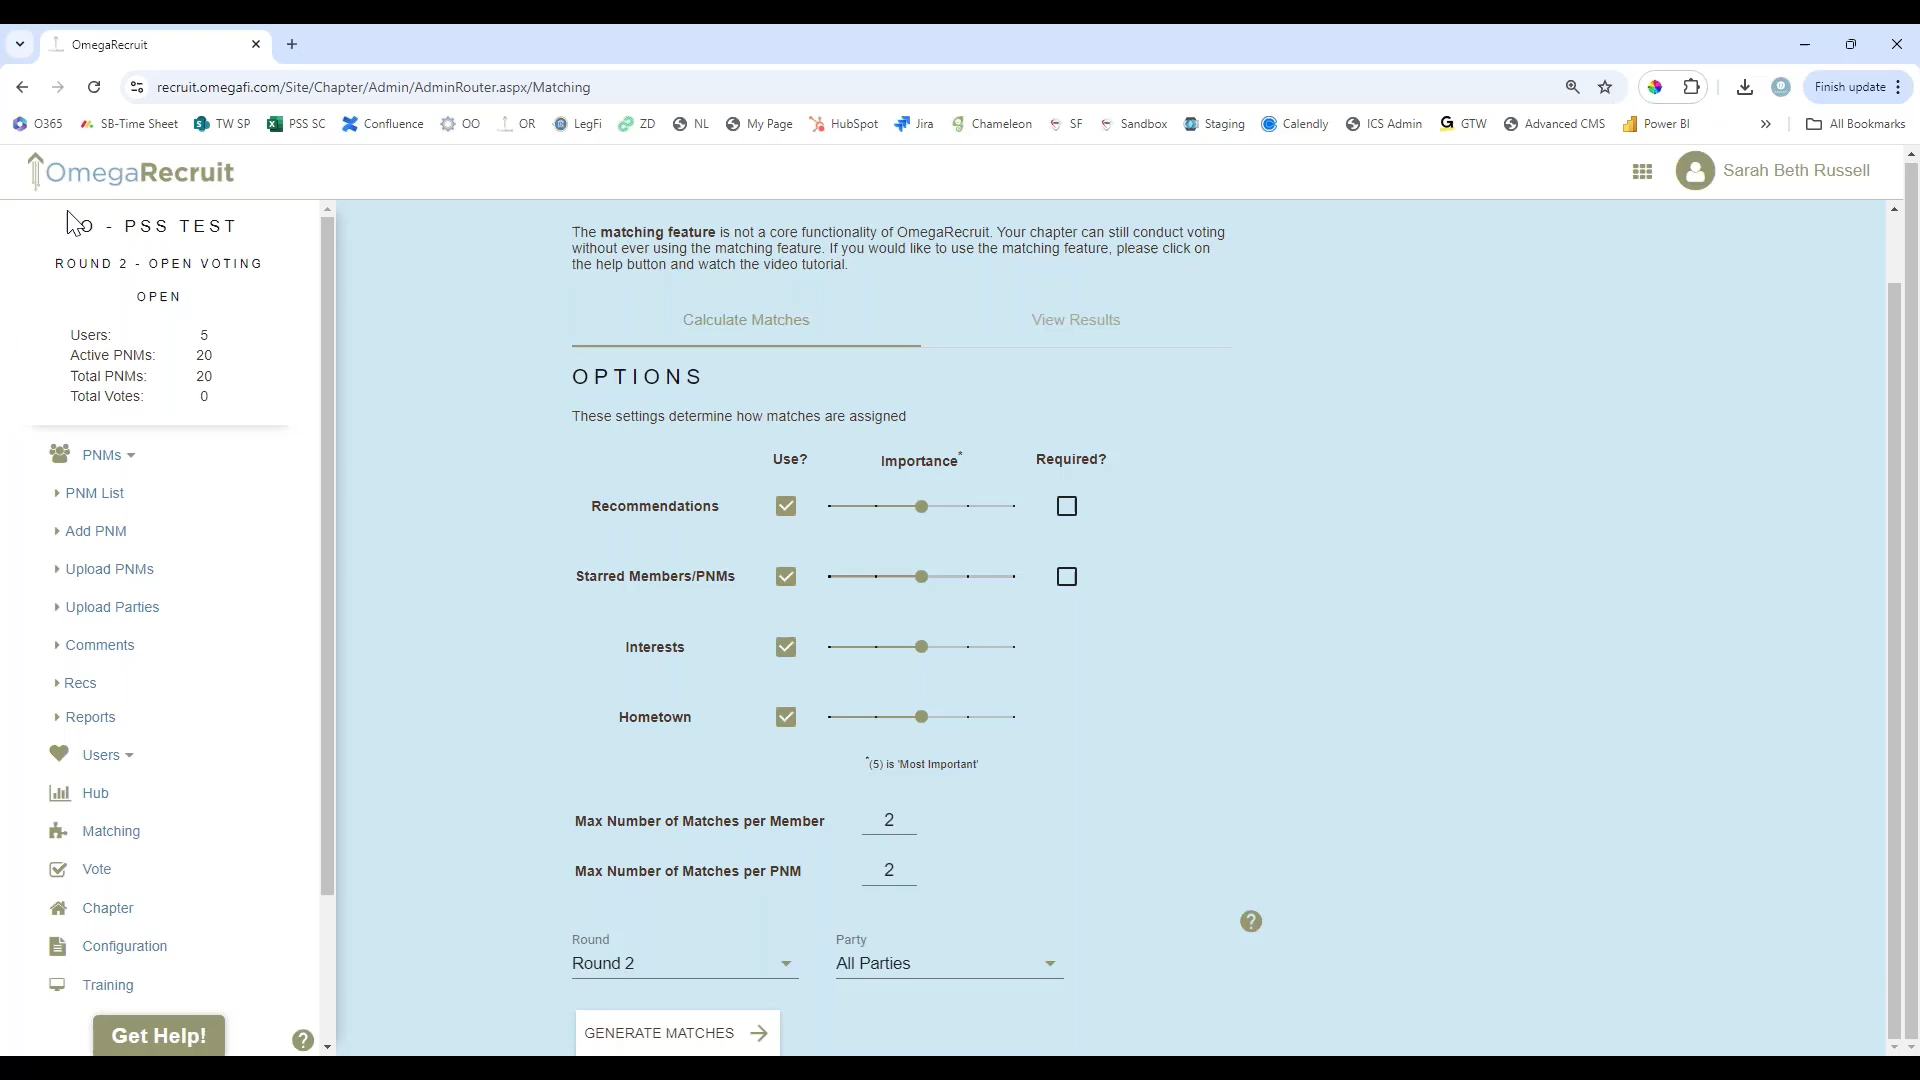 OmegaRecruit
Finish update
recruit.omegafi.com/Site/Chapter/Admin/AdminRouter.aspx/Matching
O365
SB-Time Sheet
TW SP
PSS SC
Confluence
OO
OR
LegFi
ZD
NL
My Page
HubSpot
Jira
Chameleon
SF
Sandbox
Staging
Calendly
ICS Admin
GTW
Advanced CMS
Power BI
»
All Bookmarks
OmegaRecruit
Sarah Beth Russell
O - PSS TEST
ROUND 2 - OPEN VOTING
OPEN
Users: 5
Active PNMs: 20
Total PNMs: 20
Total Votes: 0
PNMs
PNM List
Add PNM
Upload PNMs
Upload Parties
Comments
Recs
Reports
Users
Hub
Matching
Vote
Chapter
Configuration
Training
Get Help!
?
The matching feature is not a core functionality of OmegaRecruit. Your chapter can still conduct voting
without ever using the matching feature. If you would like to use the matching feature, please click on
the help button and watch the video tutorial.
Calculate Matches
View Results
OPTIONS
These settings determine how matches are assigned
Use? Importance* Required?
Recommendations
Starred Members/PNMs
Interests
Hometown
*(5) is 'Most Important'
Max Number of Matches per Member 2
Max Number of Matches per PNM 2
?
Round
Round 2
Party
All Parties
GENERATE MATCHES